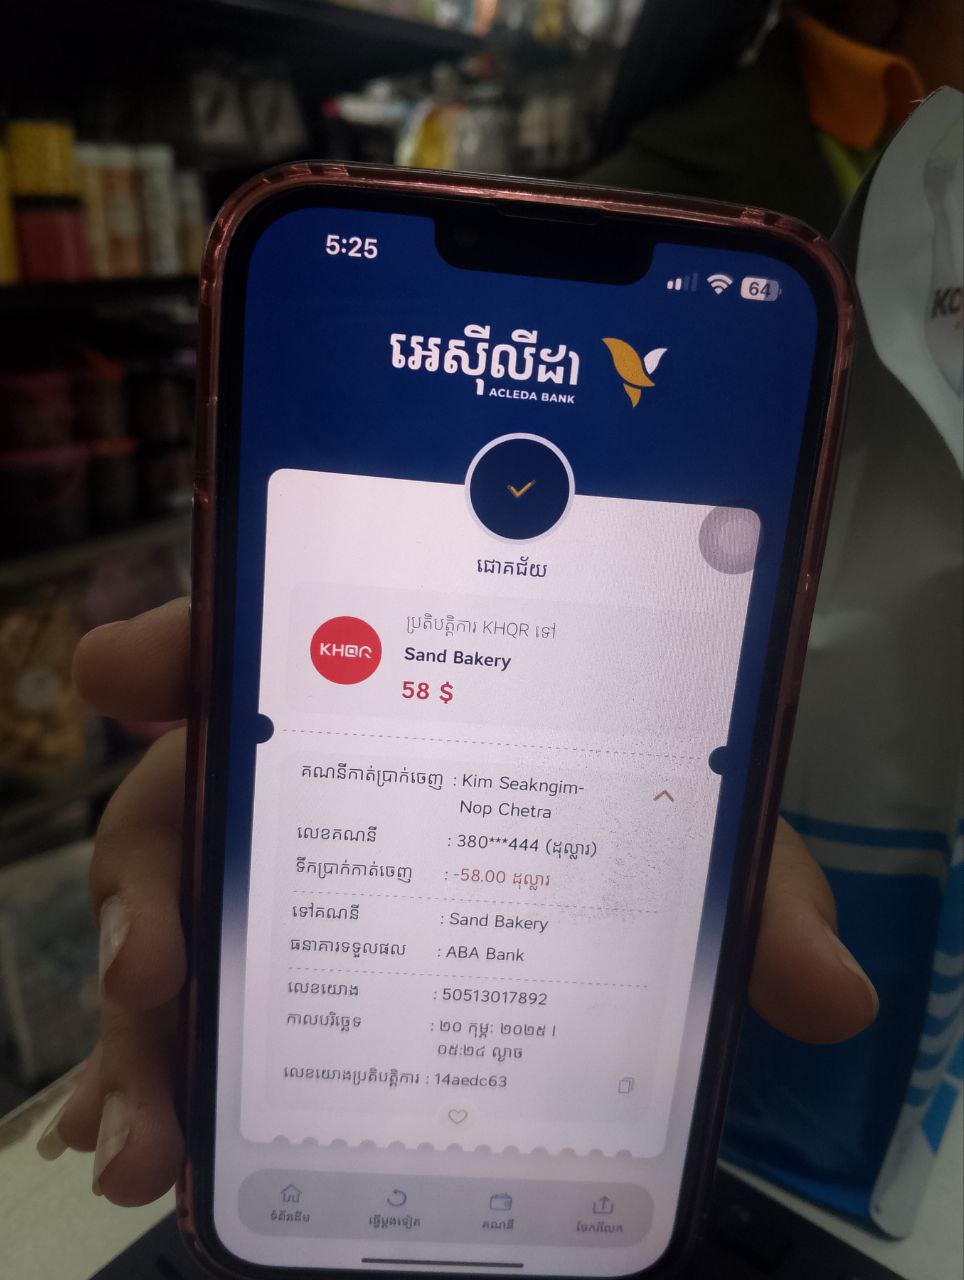 5:25
64
អេស៊ីលីដា
ACLEDA BANK
ជោគជ័យ
KHQR
ប្រតិបត្តិការ KHQR ទៅ
Sand Bakery
58 $
គណនីកាត់ប្រាក់ចេញ : Kim Seakngim-
Nop Chetra
លេខគណនី : 380***444 (ដុល្លារ)
ទឹកប្រាក់កាត់ចេញ : -58.00 ដុល្លារ
ទៅគណនី : Sand Bakery
ធនាគារទទួលផល : ABA Bank
លេខយោង : 50513017892
កាលបរិច្ឆេទ : ២០ កុម្ភៈ ២០២៥ |
០៥:២៤ ល្ងាច
លេខយោងប្រតិបត្តិការ : 14aedc63
ទំព័រដើម ធ្វើម្តងទៀត គណនី ចែករំលែក